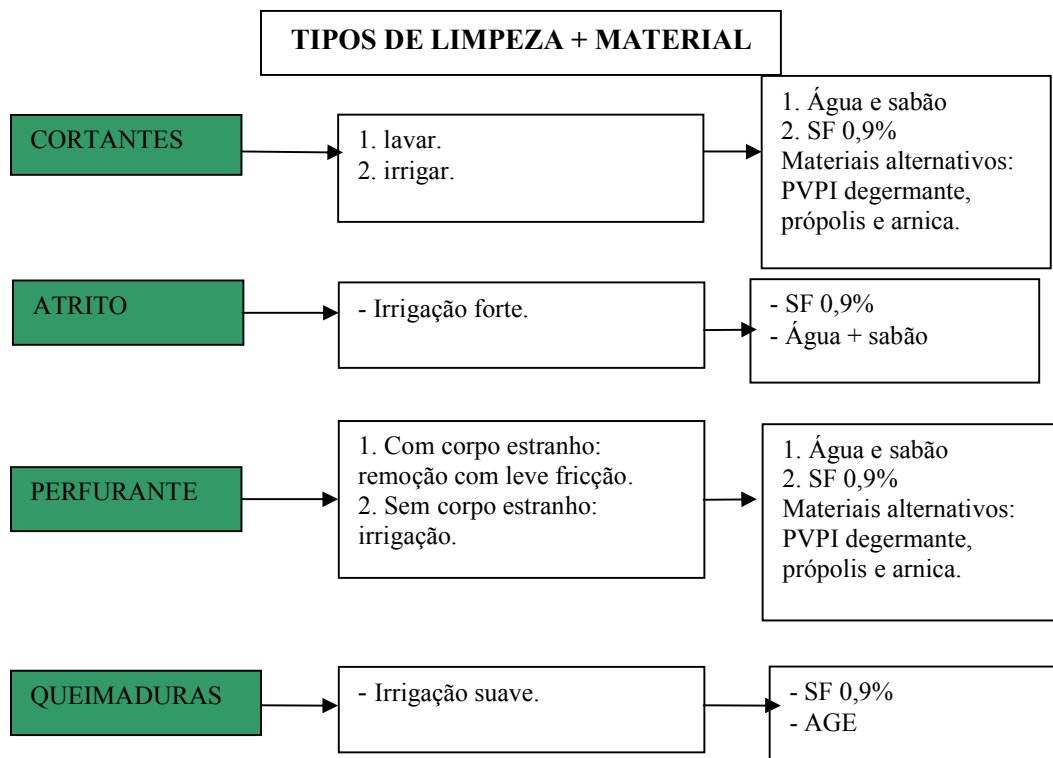 TIPOS DE LIMPEZA + MATERIAL
CORTANTES
1. lavar.
2. irrigar.
1. Água e sabão
2. SF 0,9%
Materiais alternativos:
PVPI degermante,
própolis e arnica.
ATRITO
- Irrigação forte.
- SF 0,9%
- Água + sabão
PERFURANTE
1. Com corpo estranho:
remoção com leve fricção.
2. Sem corpo estranho:
irrigação.
1. Água e sabão
2. SF 0,9%
Materiais alternativos:
PVPI degermante,
própolis e arnica.
QUEIMADURAS
- Irrigação suave.
- SF 0,9%
- AGE